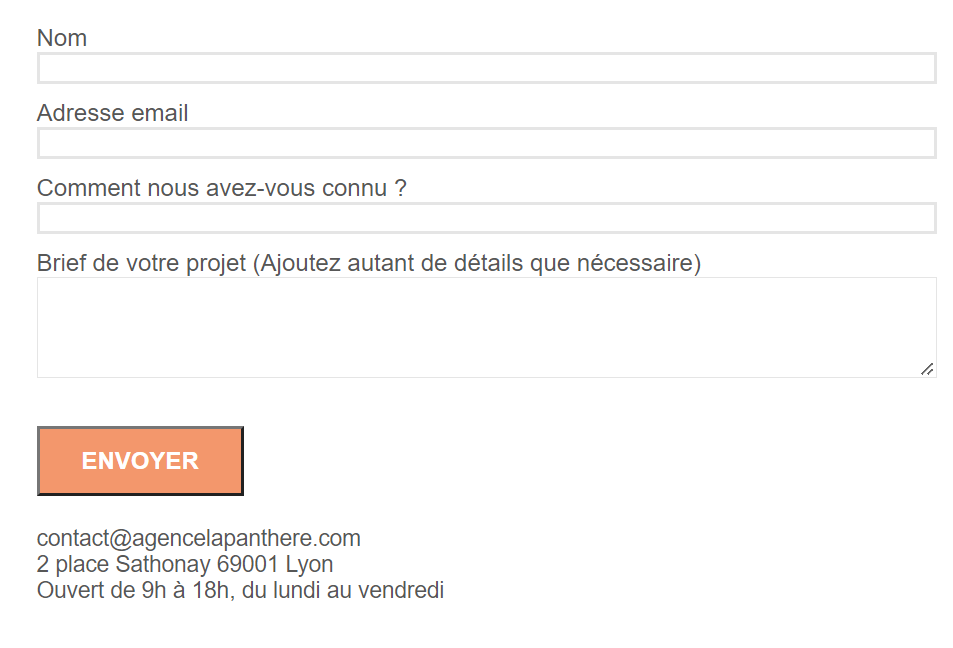 Nom
Adresse email
Comment nous avez-vous connu ?
Brief de votre projet (Ajoutez autant de détails que nécessaire)
ENVOYER
contact@agencelapanthere.com
2 place Sathonay 69001 Lyon
Ouvert de 9h à 18h, du lundi au vendredi